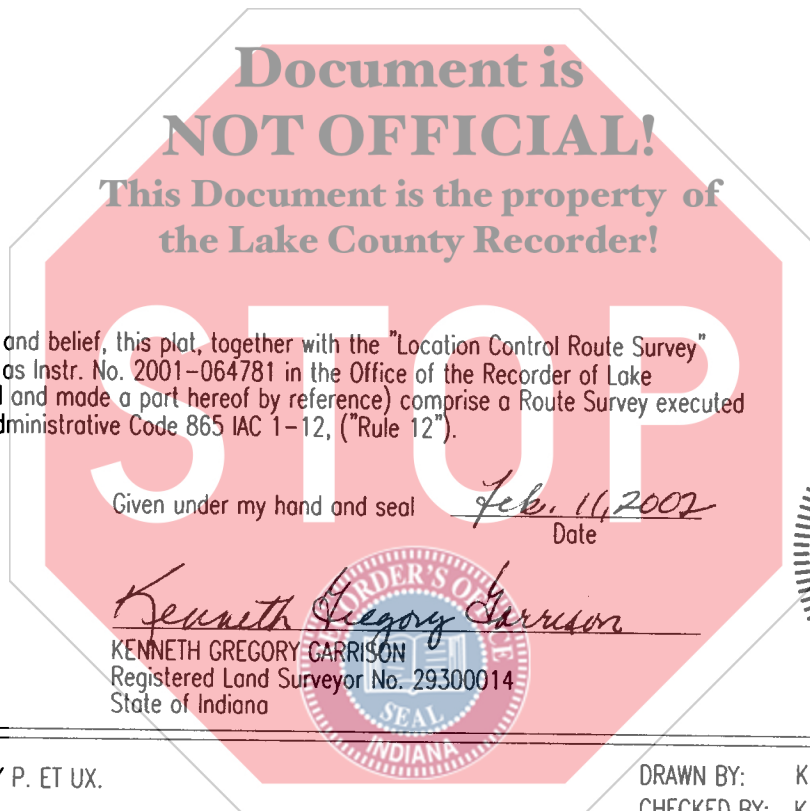 Document is
NOT OFFICIAL!
This Document is the property of
the Lake County Recorder!
STOP
and belief, this plat, together with the "Location Control Route Survey"
as Instr. No. 2001-064781 in the Office of the Recorder of Lake
and made a part hereof by reference) comprise a Route Survey executed
dministrative Code 865 IAC 1-12, ("Rule 12").
Given under my hand and seal Feb. 11, 2002
Date
Kenneth Gregory Garrison
KENNETH GREGORY GARRISON
Registered Land Surveyor No. 29300014
State of Indiana
RECORDER'S OFFICE
SEAL
INDIANA
P. ET UX.
DRAWN BY: K
CHECKED BY: K